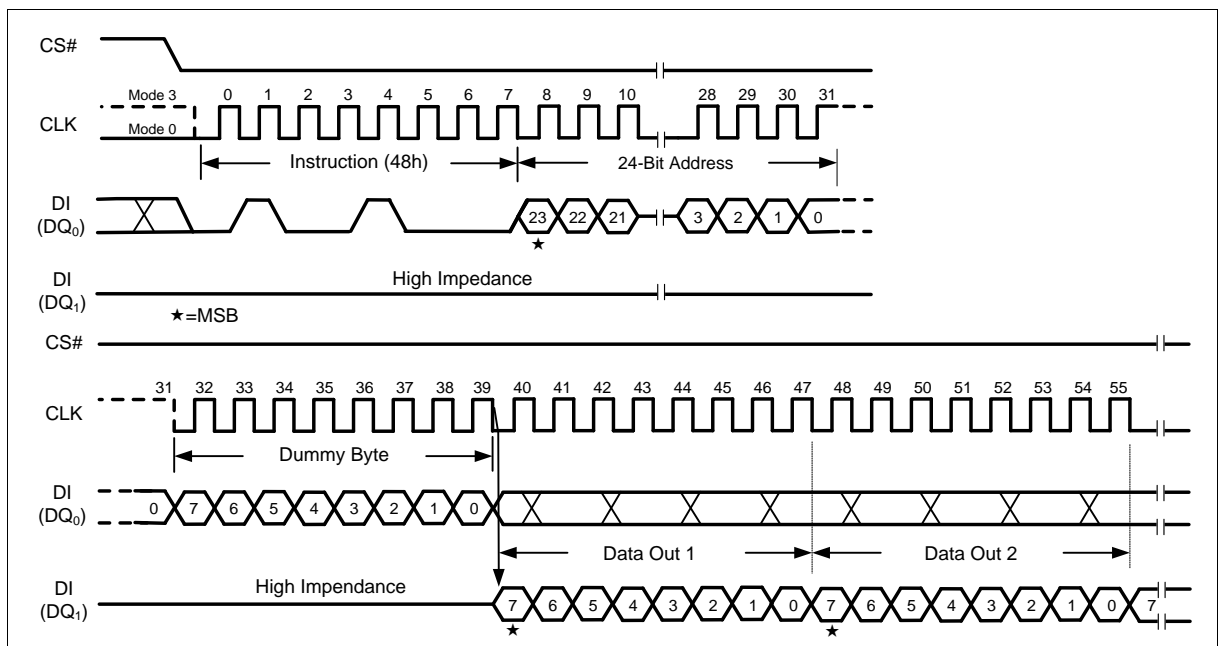 CS#
Mode 3 0 1 2 3 4 5 6 7 8 9 10 28 29 30 31
CLK
Mode 0
Instruction (48h) 24-Bit Address
DI
(DQ0)
23 22 21 3 2 1 0
★
High Impedance
DI
(DQ1)
★=MSB
CS#
31 32 33 34 35 36 37 38 39 40 41 42 43 44 45 46 47 48 49 50 51 52 53 54 55
CLK
Dummy Byte
DI
(DQ0)
0 7 6 5 4 3 2 1 0
Data Out 1 Data Out 2
High Impendance
DI
(DQ1)
7 6 5 4 3 2 1 0 7 6 5 4 3 2 1 0 7
★ ★